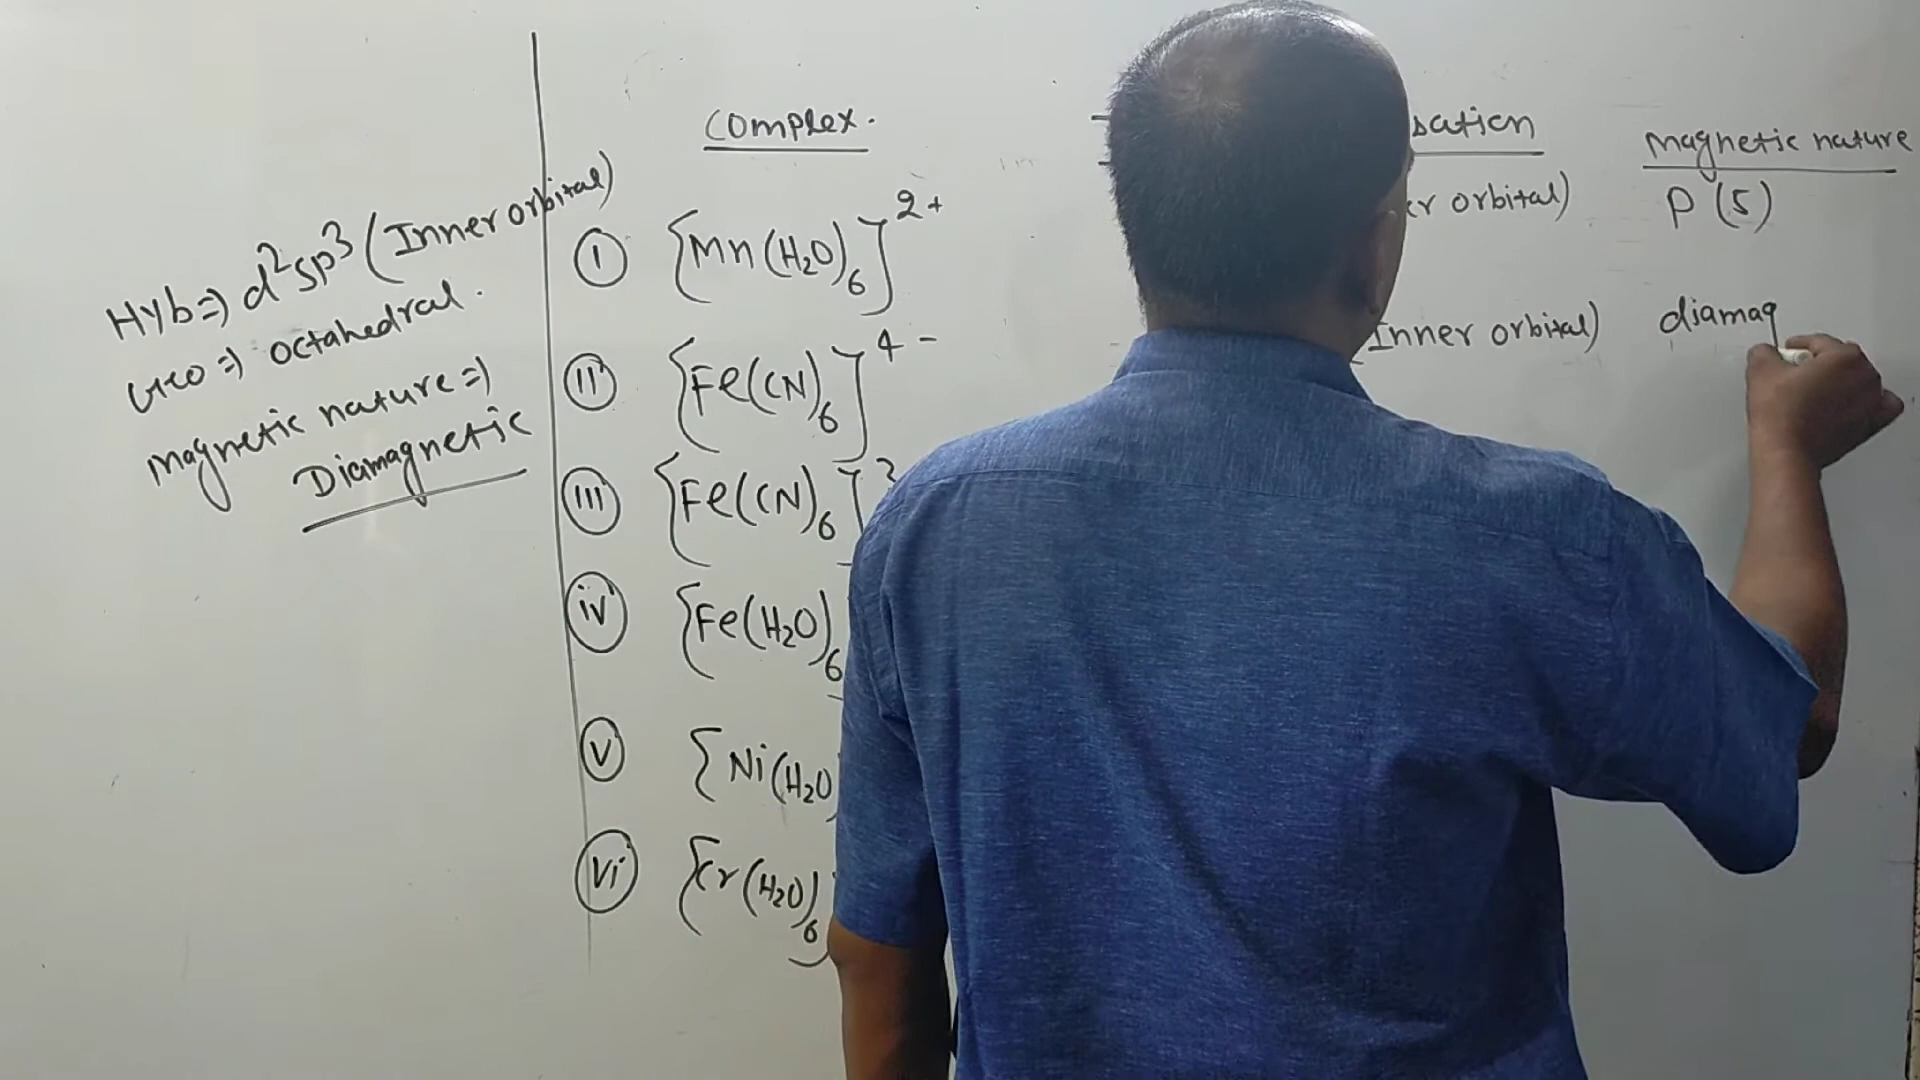 Hyb⇒ d²sp³ (Inner orbital)
Geo ⇒ octahedral.
magnetic nature ⇒
Diamagnetic
complex.
sation
magnetic nature
(i) [Mn(H₂O)₆]²⁺
er orbital)
P (5)
(ii) [Fe(CN)₆]⁴⁻
Inner orbital)
diamag
(iii) [Fe(CN)₆]³
(iv) [Fe(H₂O)₆
(v) [Ni(H₂O)
(vi) [Cr(H₂O)₆